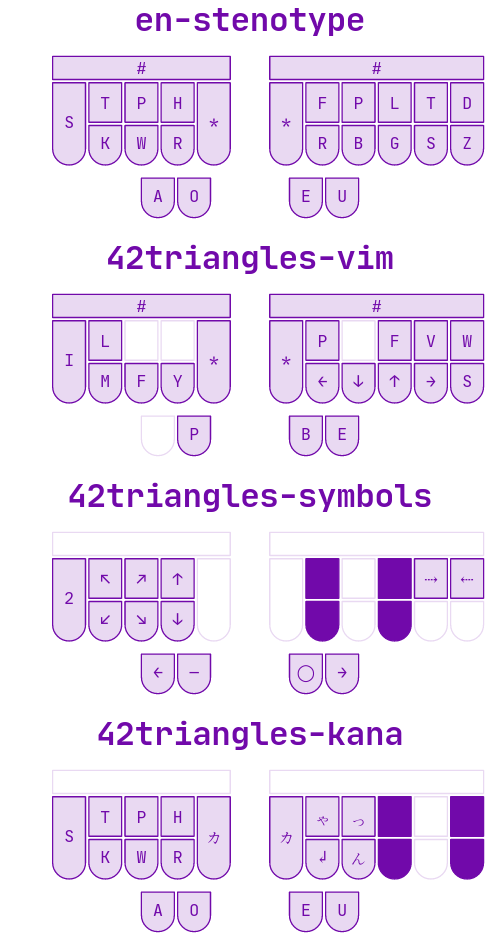 en-stenotype
# #
S T P H * * F P L T D
K W R R B G S Z
A O E U
42triangles-vim
# #
I L * * P F V W
M F Y ← ↓ ↑ → S
P B E
42triangles-symbols
2 ↖ ↗ ↑ ⇢ ⇠
↙ ↘ ↓
← − ◯ →
42triangles-kana
S T P H カ カ ゃ っ
K W R ↲ ん
A O E U